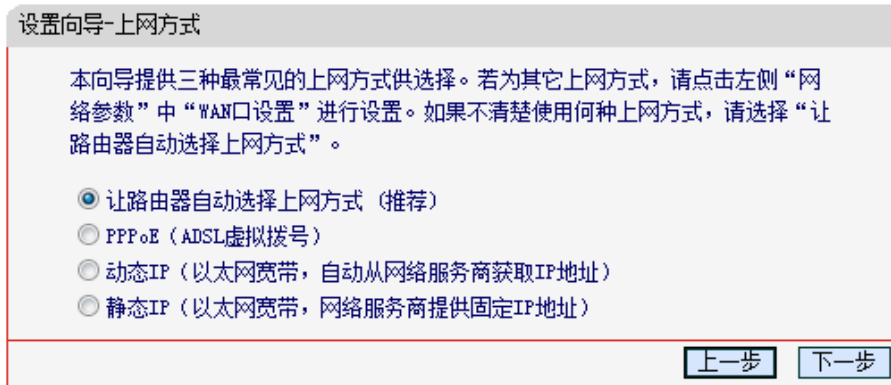 设置向导-上网方式
本向导提供三种最常见的上网方式供选择。若为其它上网方式，请点击左侧“网
络参数”中“WAN口设置”进行设置。如果不清楚使用何种上网方式，请选择“让
路由器自动选择上网方式”。
让路由器自动选择上网方式（推荐）
PPPoE（ADSL虚拟拨号）
动态IP（以太网宽带，自动从网络服务商获取IP地址）
静态IP（以太网宽带，网络服务商提供固定IP地址）
上一步 下一步